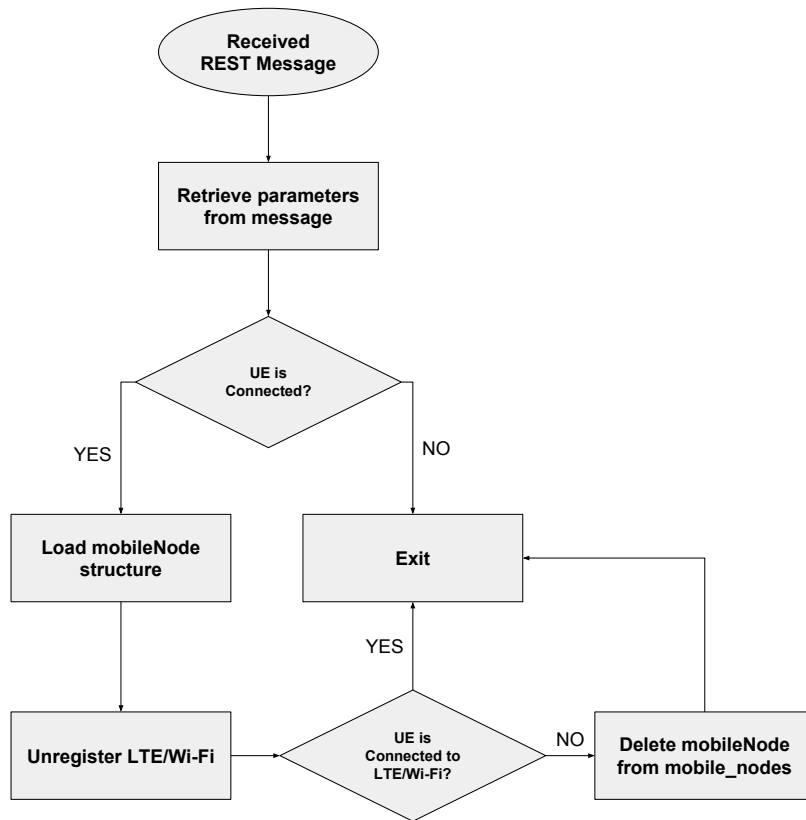 Received
REST Message
Retrieve parameters
from message
UE is
Connected?
YES
NO
Load mobileNode
structure
Exit
YES
Unregister LTE/Wi-Fi
UE is
Connected to
LTE/Wi-Fi?
NO
Delete mobileNode
from mobile_nodes